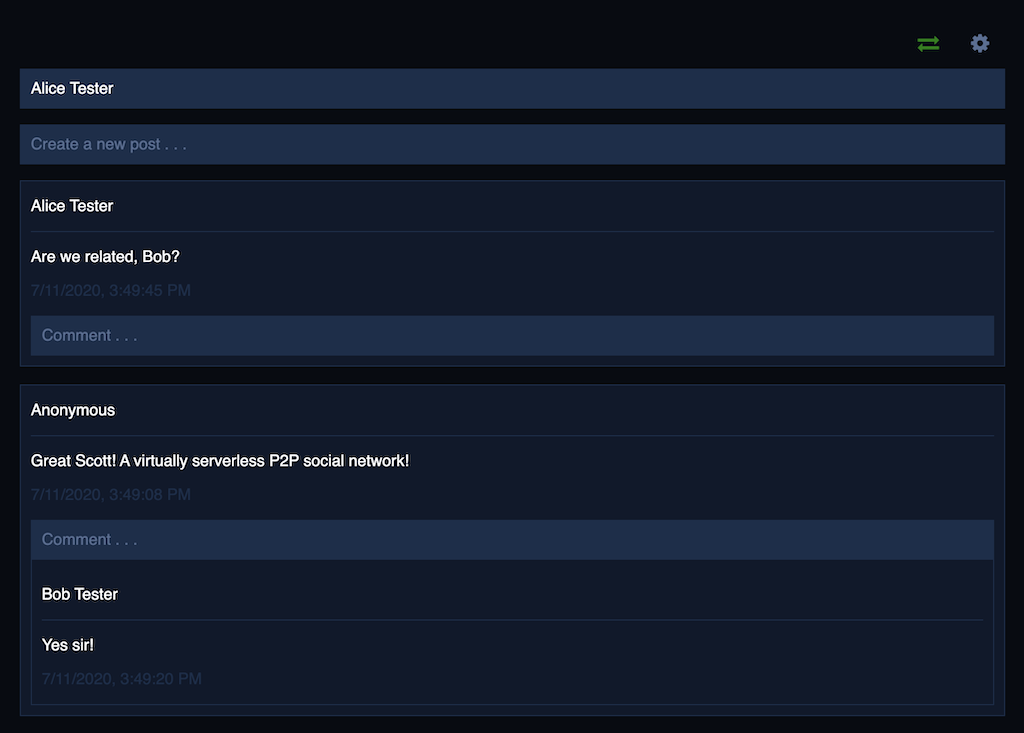 Alice Tester
Create a new post . . .
Alice Tester
Are we related, Bob?
7/11/2020, 3:49:45 PM
Comment . . .
Anonymous
Great Scott! A virtually serverless P2P social network!
7/11/2020, 3:49:08 PM
Comment . . .
Bob Tester
Yes sir!
7/11/2020, 3:49:20 PM